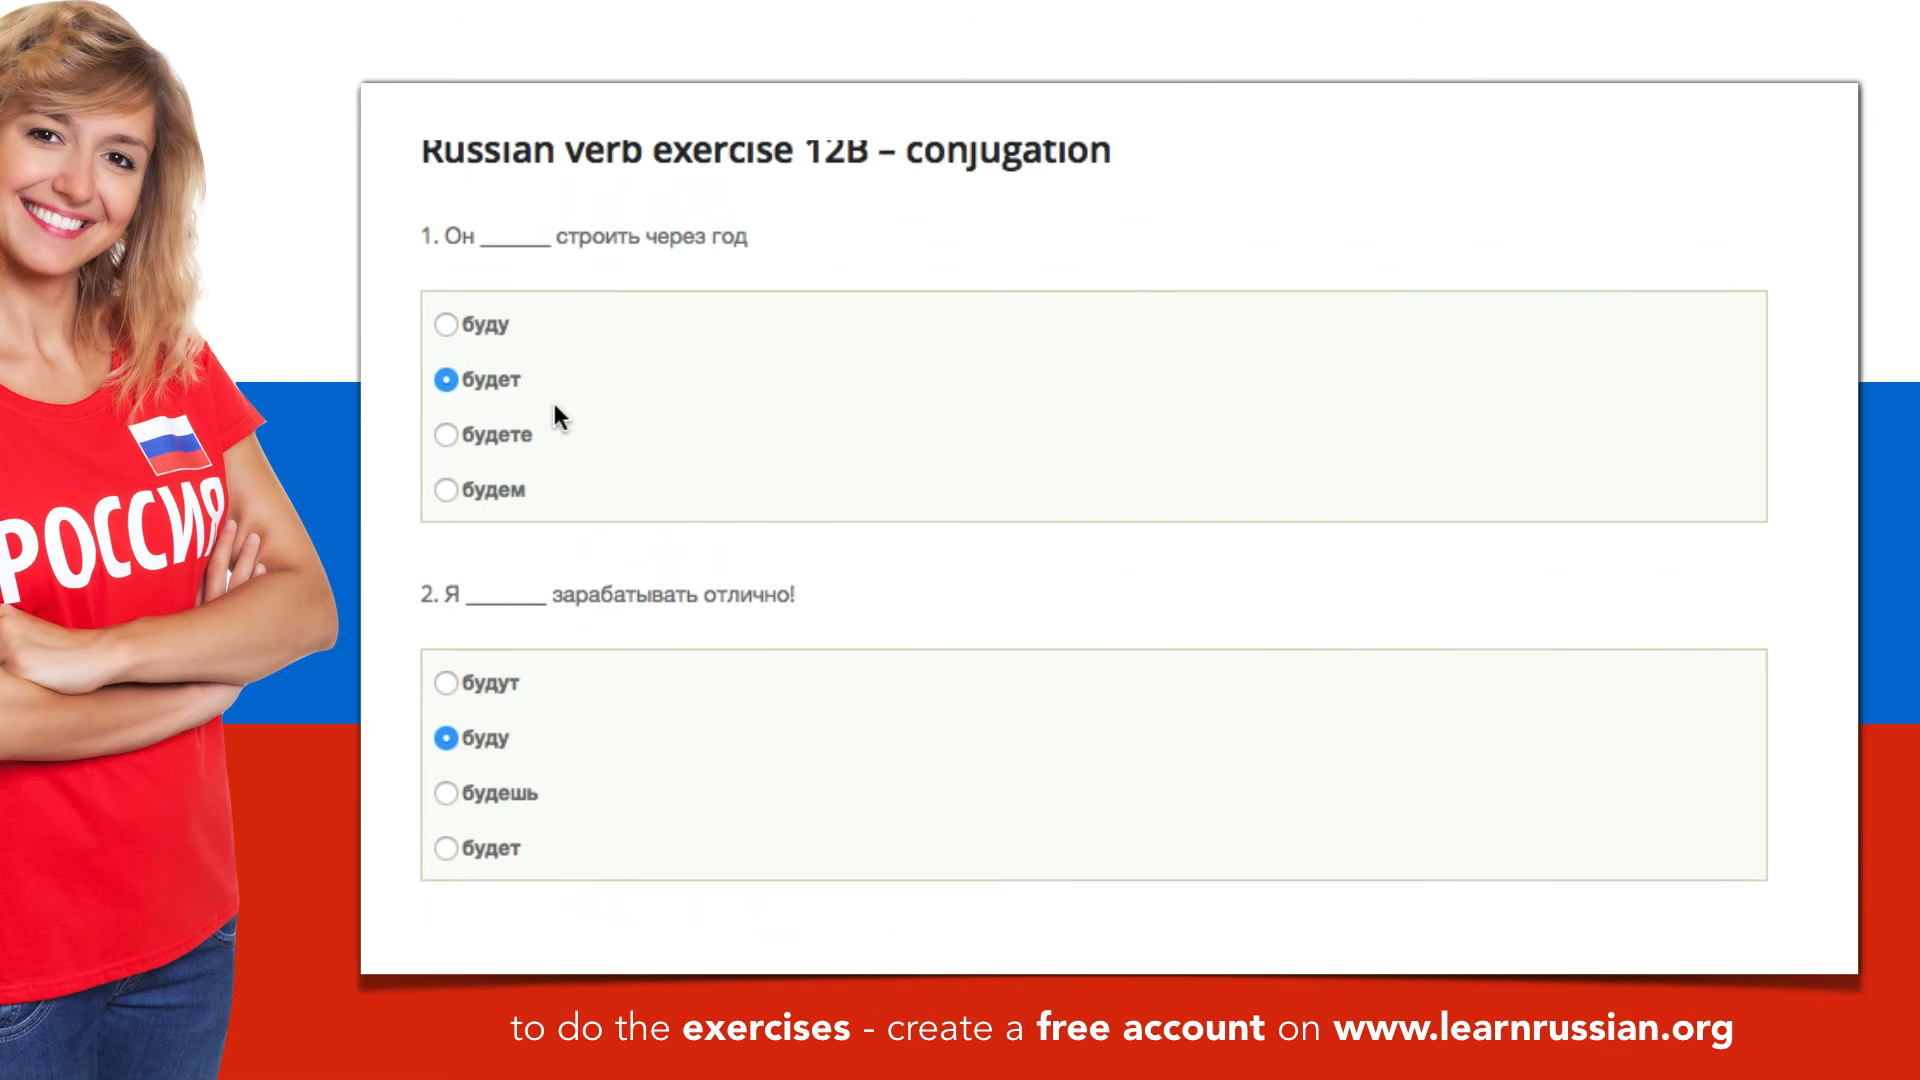 Russian verb exercise 12B – conjugation
1. Он ______ строить через год
буду
будет
будете
будем
2. Я _______ зарабатывать отлично!
будут
буду
будешь
будет
РОССИЯ
to do the exercises - create a free account on www.learnrussian.org